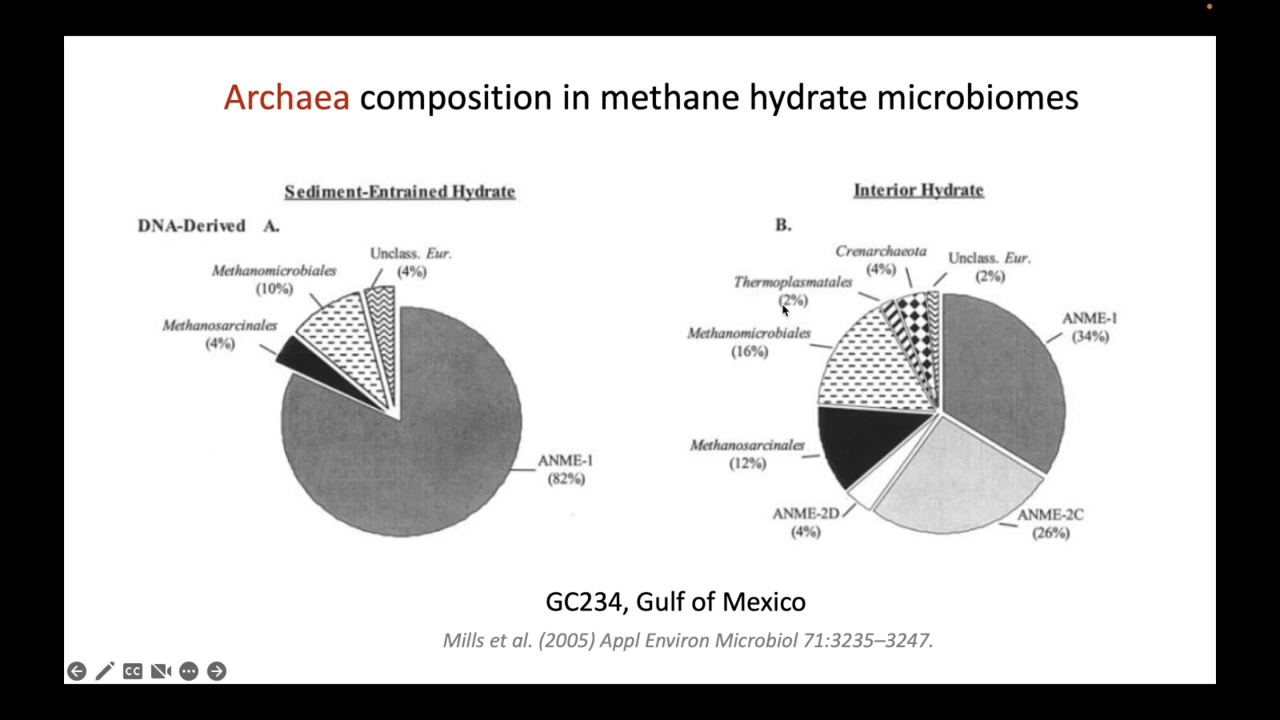 Archaea composition in methane hydrate microbiomes
Sediment-Entrained Hydrate
DNA-Derived A.
Unclass. Eur.
(4%)
Methanomicrobiales
(10%)
Methanosarcinales
(4%)
ANME-1
(82%)
Interior Hydrate
B.
Crenarchaeota
(4%)
Unclass. Eur.
(2%)
Thermoplasmatales
(2%)
ANME-1
(34%)
Methanomicrobiales
(16%)
Methanosarcinales
(12%)
ANME-2D
(4%)
ANME-2C
(26%)
GC234, Gulf of Mexico
Mills et al. (2005) Appl Environ Microbiol 71:3235–3247.
CC